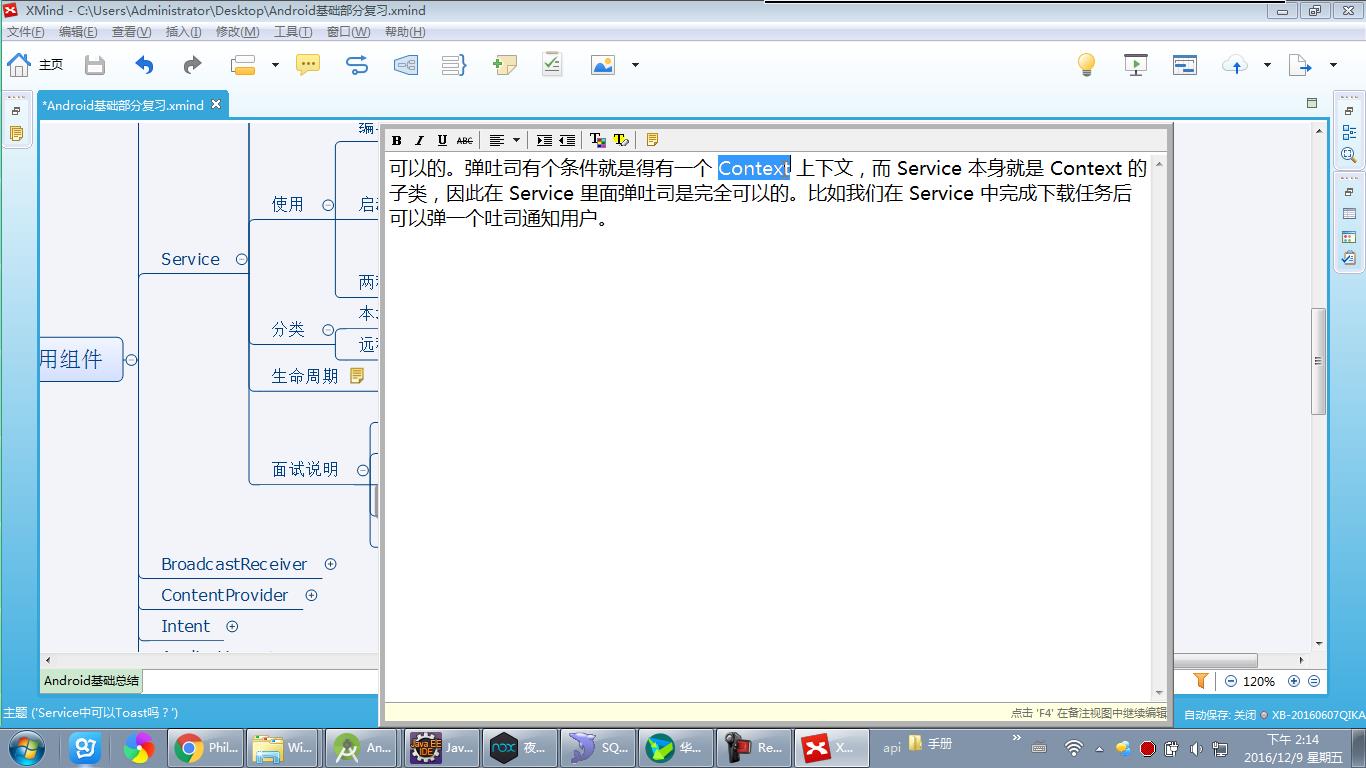 XMind - C:\Users\Administrator\Desktop\Android基础部分复习.xmind
文件(F) 编辑(E) 查看(V) 插入(I) 修改(M) 工具(T) 窗口(W) 帮助(H)
主页
*Android基础部分复习.xmind
B I U ABC
可以的。弹吐司有个条件就是得有一个 Context 上下文，而 Service 本身就是 Context 的
子类，因此在 Service 里面弹吐司是完全可以的。比如我们在 Service 中完成下载任务后
可以弹一个吐司通知用户。
使用
Service
分类
用组件
生命周期
面试说明
BroadcastReceiver
ContentProvider
Intent
Android基础总结
120%
点击 'F4' 在备注视图中继续编辑
主题 ('Service中可以Toast吗？')
自动保存: 关闭
XB-20160607QIKA
Phil...
Wi...
An...
Jav...
夜...
SQ...
华...
Re...
X...
api
手册
下午 2:14
2016/12/9 星期五